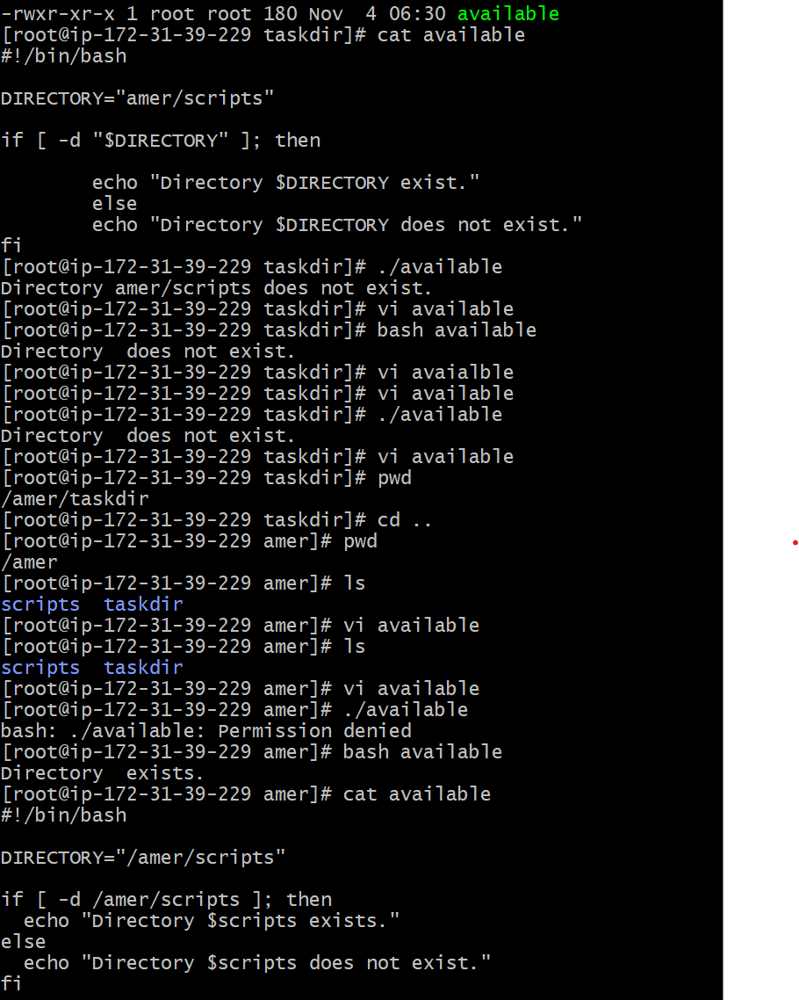 -rwxr-xr-x 1 root root 180 Nov  4 06:30 available
[root@ip-172-31-39-229 taskdir]# cat available
#!/bin/bash

DIRECTORY="amer/scripts"

if [ -d "$DIRECTORY" ]; then

        echo "Directory $DIRECTORY exist."
        else
        echo "Directory $DIRECTORY does not exist."
fi
[root@ip-172-31-39-229 taskdir]# ./available
Directory amer/scripts does not exist.
[root@ip-172-31-39-229 taskdir]# vi available
[root@ip-172-31-39-229 taskdir]# bash available
Directory  does not exist.
[root@ip-172-31-39-229 taskdir]# vi avaialble
[root@ip-172-31-39-229 taskdir]# vi available
[root@ip-172-31-39-229 taskdir]# ./available
Directory  does not exist.
[root@ip-172-31-39-229 taskdir]# vi available
[root@ip-172-31-39-229 taskdir]# pwd
/amer/taskdir
[root@ip-172-31-39-229 taskdir]# cd ..
[root@ip-172-31-39-229 amer]# pwd
/amer
[root@ip-172-31-39-229 amer]# ls
scripts  taskdir
[root@ip-172-31-39-229 amer]# vi available
[root@ip-172-31-39-229 amer]# ls
scripts  taskdir
[root@ip-172-31-39-229 amer]# vi available
[root@ip-172-31-39-229 amer]# ./available
bash: ./available: Permission denied
[root@ip-172-31-39-229 amer]# bash available
Directory  exists.
[root@ip-172-31-39-229 amer]# cat available
#!/bin/bash

DIRECTORY="/amer/scripts"

if [ -d /amer/scripts ]; then
  echo "Directory $scripts exists."
else
  echo "Directory $scripts does not exist."
fi